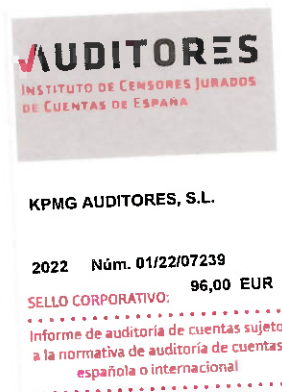 AUDITORES
INSTITUTO DE CENSORES JURADOS
DE CUENTAS DE ESPAÑA
KPMG AUDITORES, S.L.
2022 Núm. 01/22/07239
96,00 EUR
SELLO CORPORATIVO:
Informe de auditoría de cuentas sujeto
a la normativa de auditoría de cuentas
española o internacional